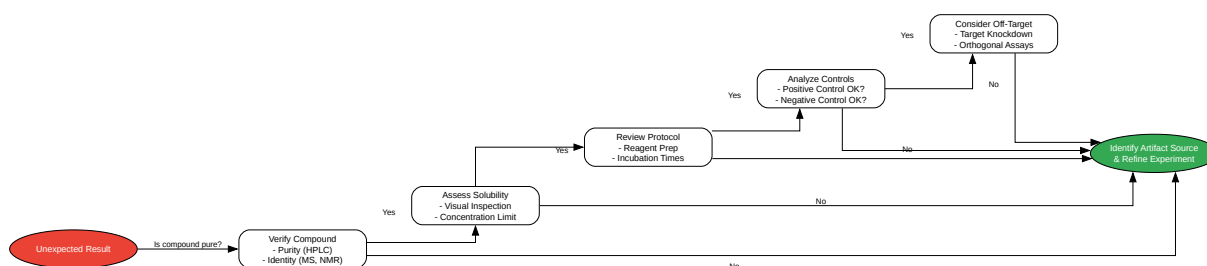 Consider Off-Target
- Target Knockdown
- Orthogonal Assays
Yes
Analyze Controls
- Positive Control OK?
- Negative Control OK?
Yes
No
Review Protocol
- Reagent Prep
- Incubation Times
Yes
No
Identify Artifact Source
& Refine Experiment
Assess Solubility
- Visual Inspection
- Concentration Limit
Yes
No
Unexpected Result
Is compound pure?
Verify Compound
- Purity (HPLC)
- Identity (MS, NMR)
No